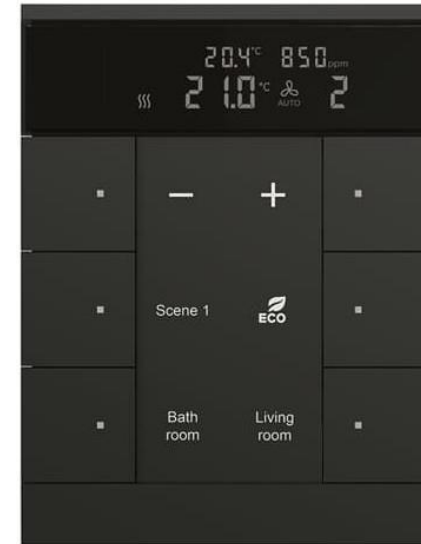 20.4°C 850ppm
21.0°C AUTO 2
− +
Scene 1 ECO
Bath room
Living room